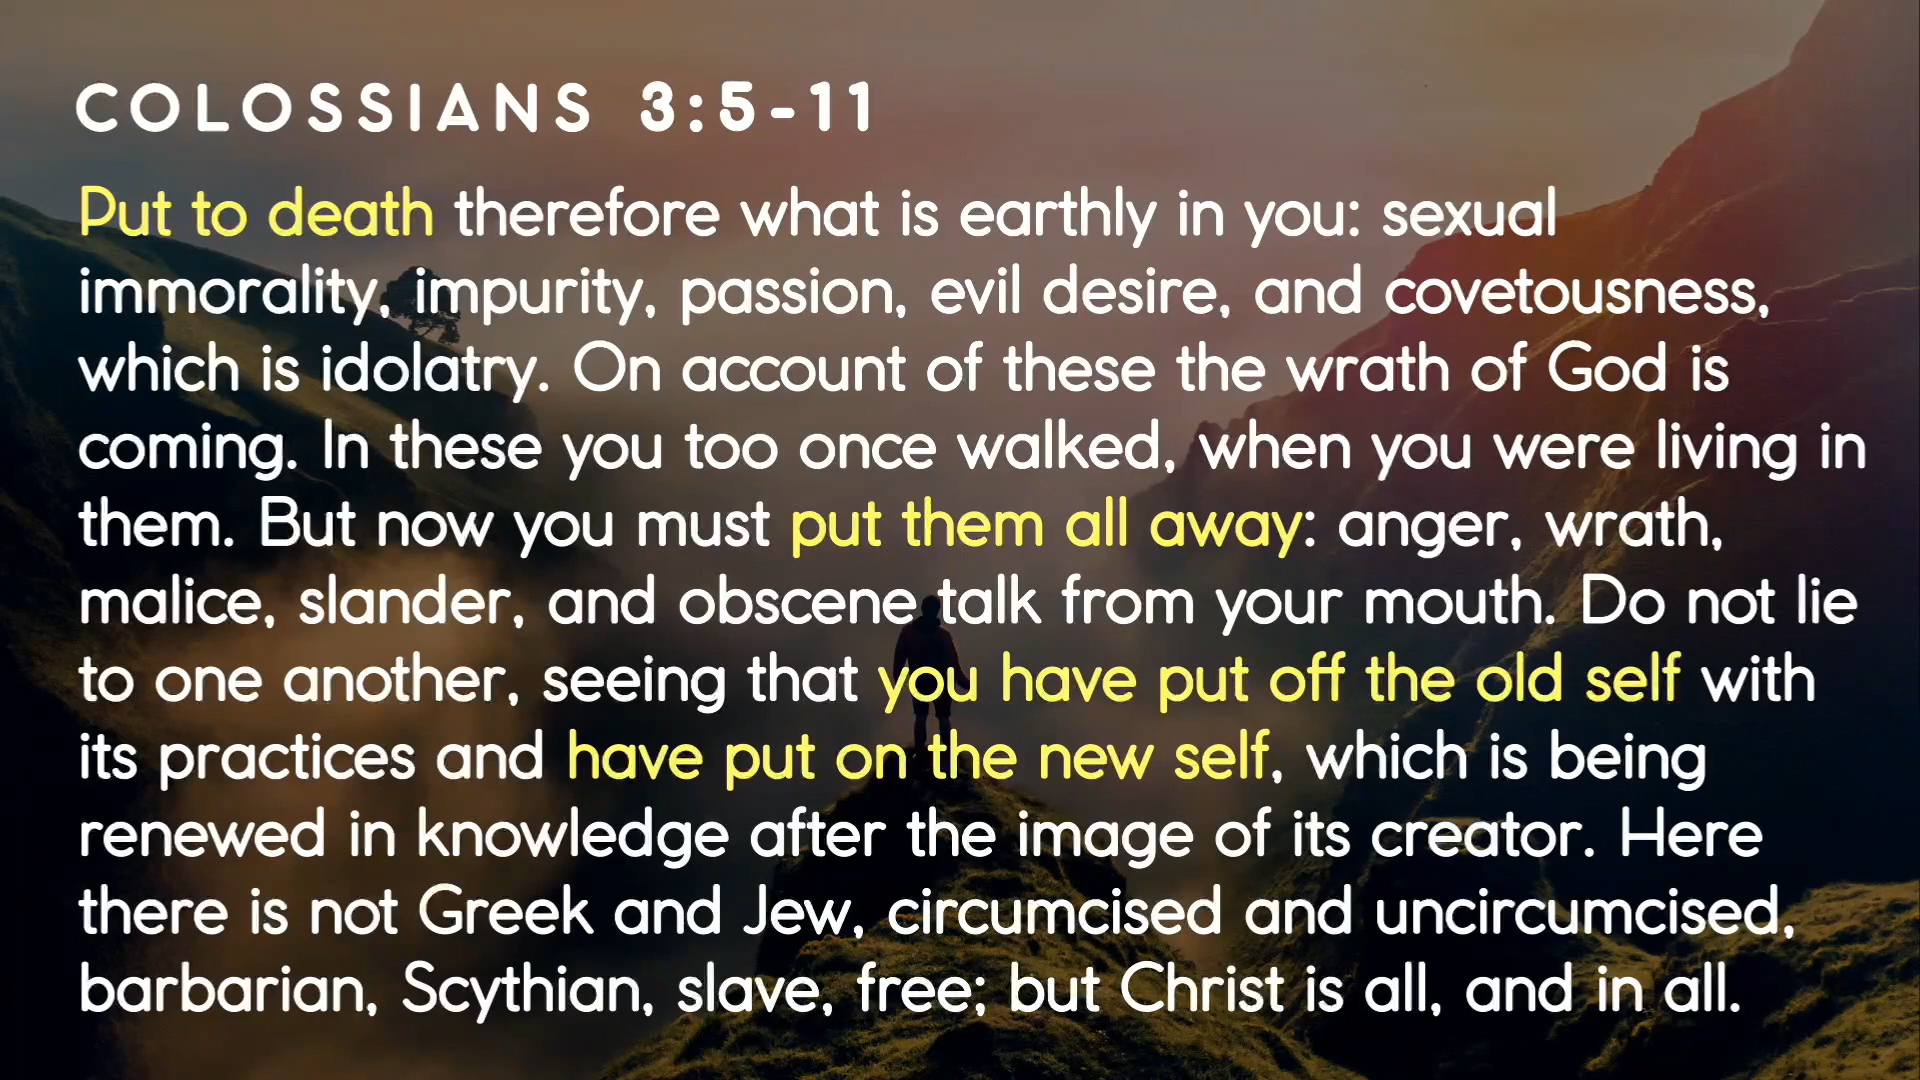 COLOSSIANS 3:5-11
Put to death therefore what is earthly in you: sexual
immorality, impurity, passion, evil desire, and covetousness,
which is idolatry. On account of these the wrath of God is
coming. In these you too once walked, when you were living in
them. But now you must put them all away: anger, wrath,
malice, slander, and obscene talk from your mouth. Do not lie
to one another, seeing that you have put off the old self with
its practices and have put on the new self, which is being
renewed in knowledge after the image of its creator. Here
there is not Greek and Jew, circumcised and uncircumcised,
barbarian, Scythian, slave, free; but Christ is all, and in all.